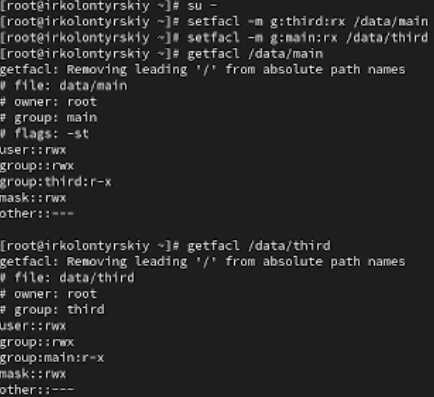 [root@irkolontyrskiy ~]# su -
[root@irkolontyrskiy ~]# setfacl -m g:third:rx /data/main
[root@irkolontyrskiy ~]# setfacl -m g:main:rx /data/third
[root@irkolontyrskiy ~]# getfacl /data/main
getfacl: Removing leading '/' from absolute path names
# file: data/main
# owner: root
# group: main
# flags: -st
user::rwx
group::rwx
group:third:r-x
mask::rwx
other::---
[root@irkolontyrskiy ~]# getfacl /data/third
getfacl: Removing leading '/' from absolute path names
# file: data/third
# owner: root
# group: third
user::rwx
group::rwx
group:main:r-x
mask::rwx
other::---